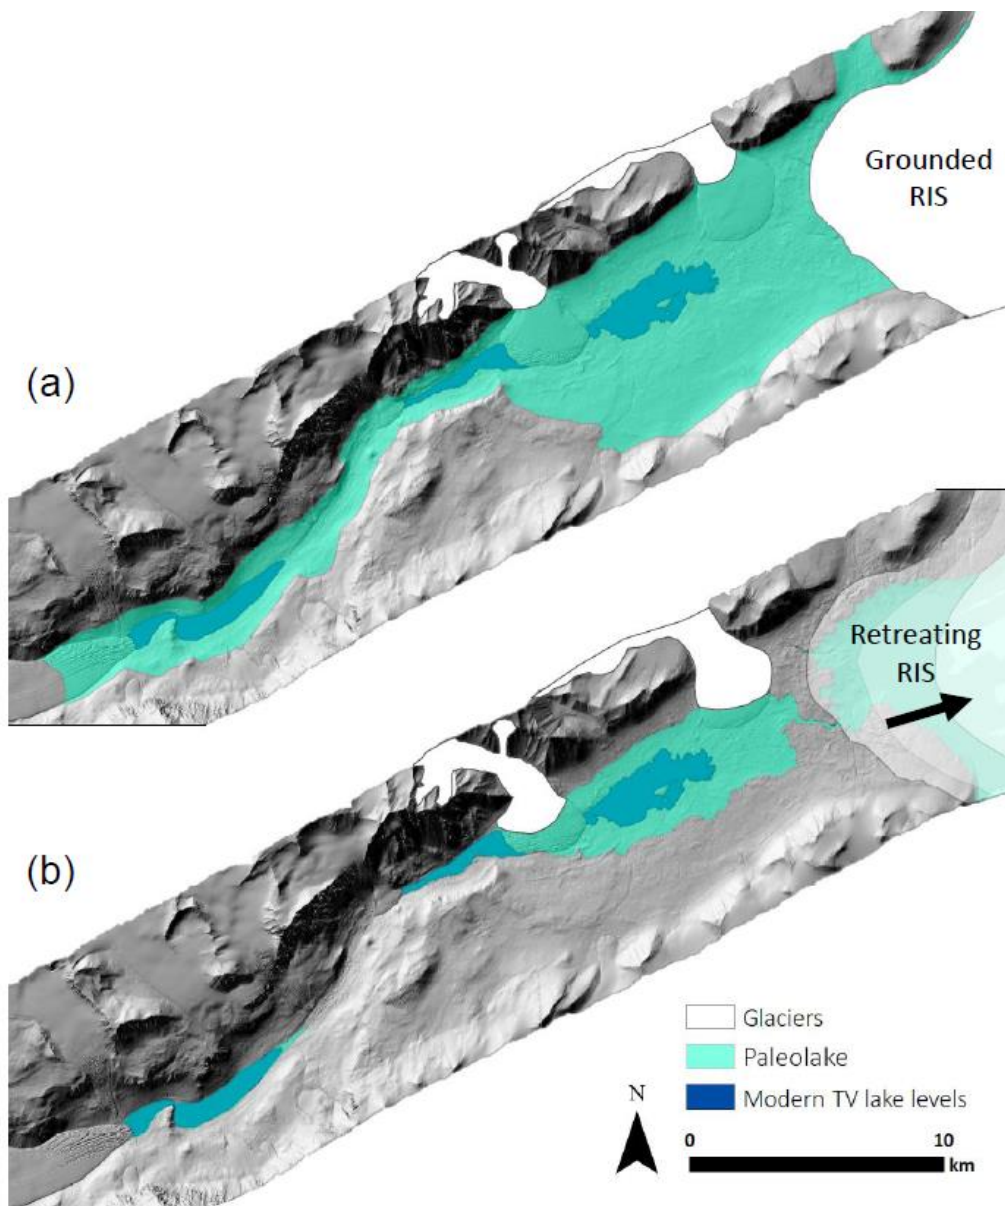 Grounded
RIS
(a)
Retreating
RIS
(b)
Glaciers
Paleolake
Modern TV lake levels
N
0 10
km